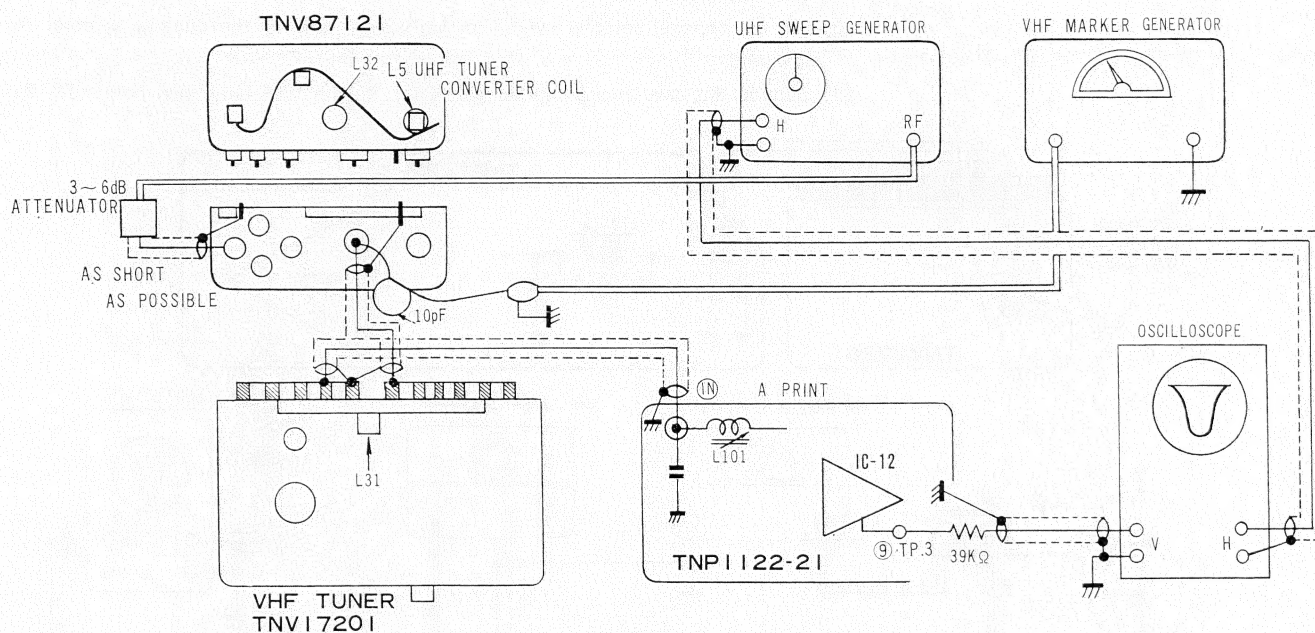 TNV87121
L32
L5 UHF TUNER
CONVERTER COIL
UHF SWEEP GENERATOR
H
RF
VHF MARKER GENERATOR
3~6dB
ATTENUATOR
AS SHORT
AS POSSIBLE
10pF
L31
VHF TUNER
TNV17201
IN
A PRINT
L101
IC-12
⑨·TP.3
39KΩ
TNP1122-21
OSCILLOSCOPE
V
H